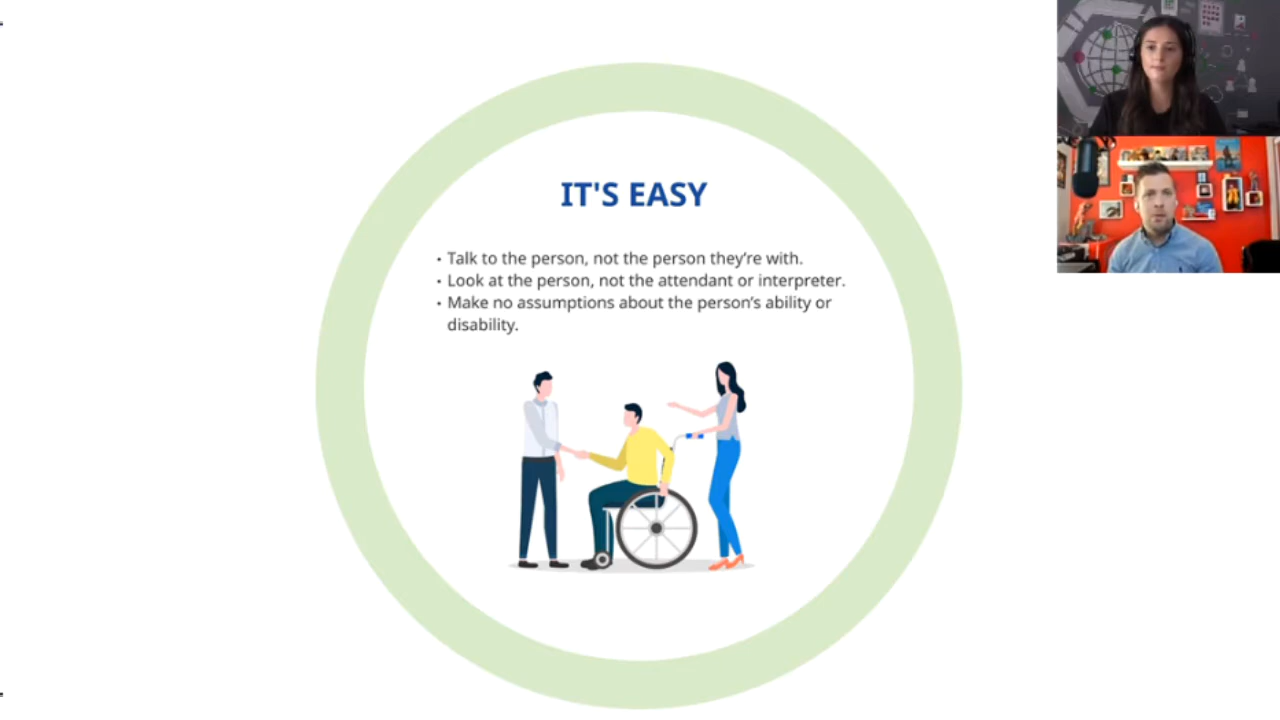 IT'S EASY
• Talk to the person, not the person they’re with.
• Look at the person, not the attendant or interpreter.
• Make no assumptions about the person’s ability or
disability.